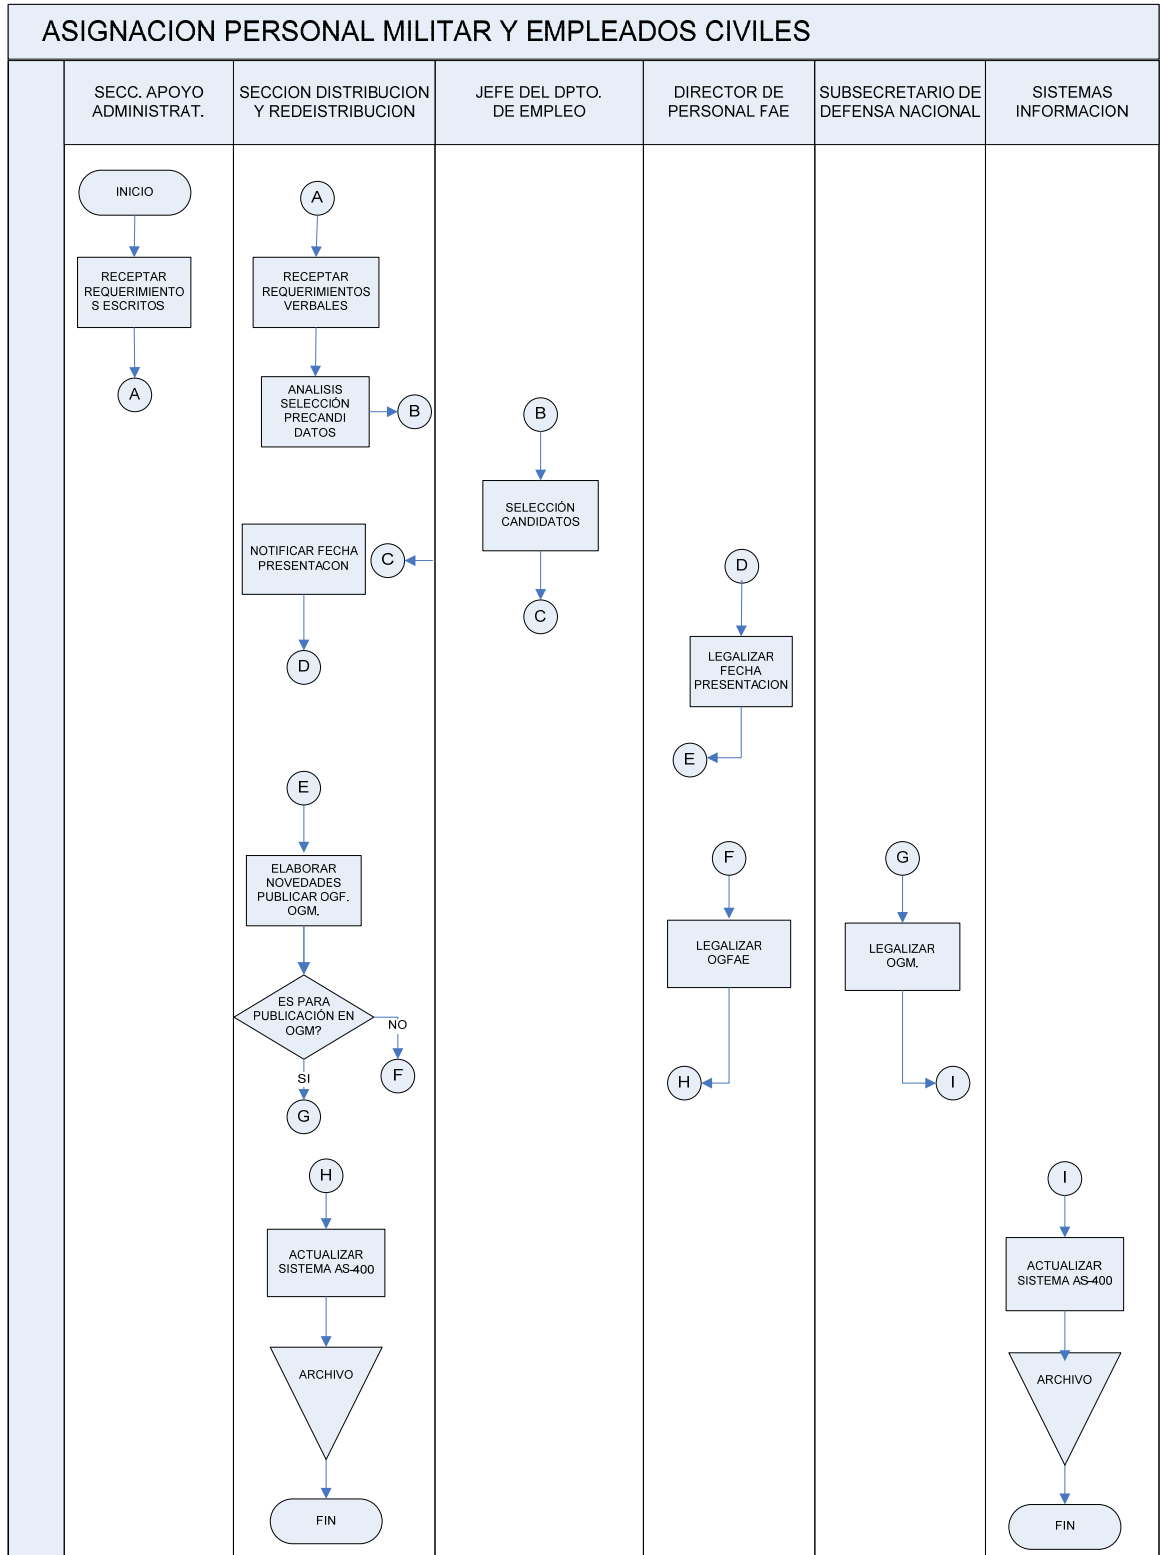 ASIGNACION PERSONAL MILITAR Y EMPLEADOS CIVILES
SECC. APOYO
ADMINISTRAT.
SECCION DISTRIBUCION
Y REDEISTRIBUCION
JEFE DEL DPTO.
DE EMPLEO
DIRECTOR DE
PERSONAL FAE
SUBSECRETARIO DE
DEFENSA NACIONAL
SISTEMAS
INFORMACION
INICIO
RECEPTAR
REQUERIMIENTO
S ESCRITOS
A
A
RECEPTAR
REQUERIMIENTOS
VERBALES
ANALISIS
SELECCIÓN
PRECANDI
DATOS
B
B
SELECCIÓN
CANDIDATOS
C
C
NOTIFICAR FECHA
PRESENTACON
D
D
LEGALIZAR
FECHA
PRESENTACION
E
E
ELABORAR
NOVEDADES
PUBLICAR OGF.
OGM.
ES PARA
PUBLICACIÓN EN
OGM?
NO
F
SI
G
F
LEGALIZAR
OGFAE
H
G
LEGALIZAR
OGM.
I
H
ACTUALIZAR
SISTEMA AS-400
ARCHIVO
FIN
I
ACTUALIZAR
SISTEMA AS-400
ARCHIVO
FIN